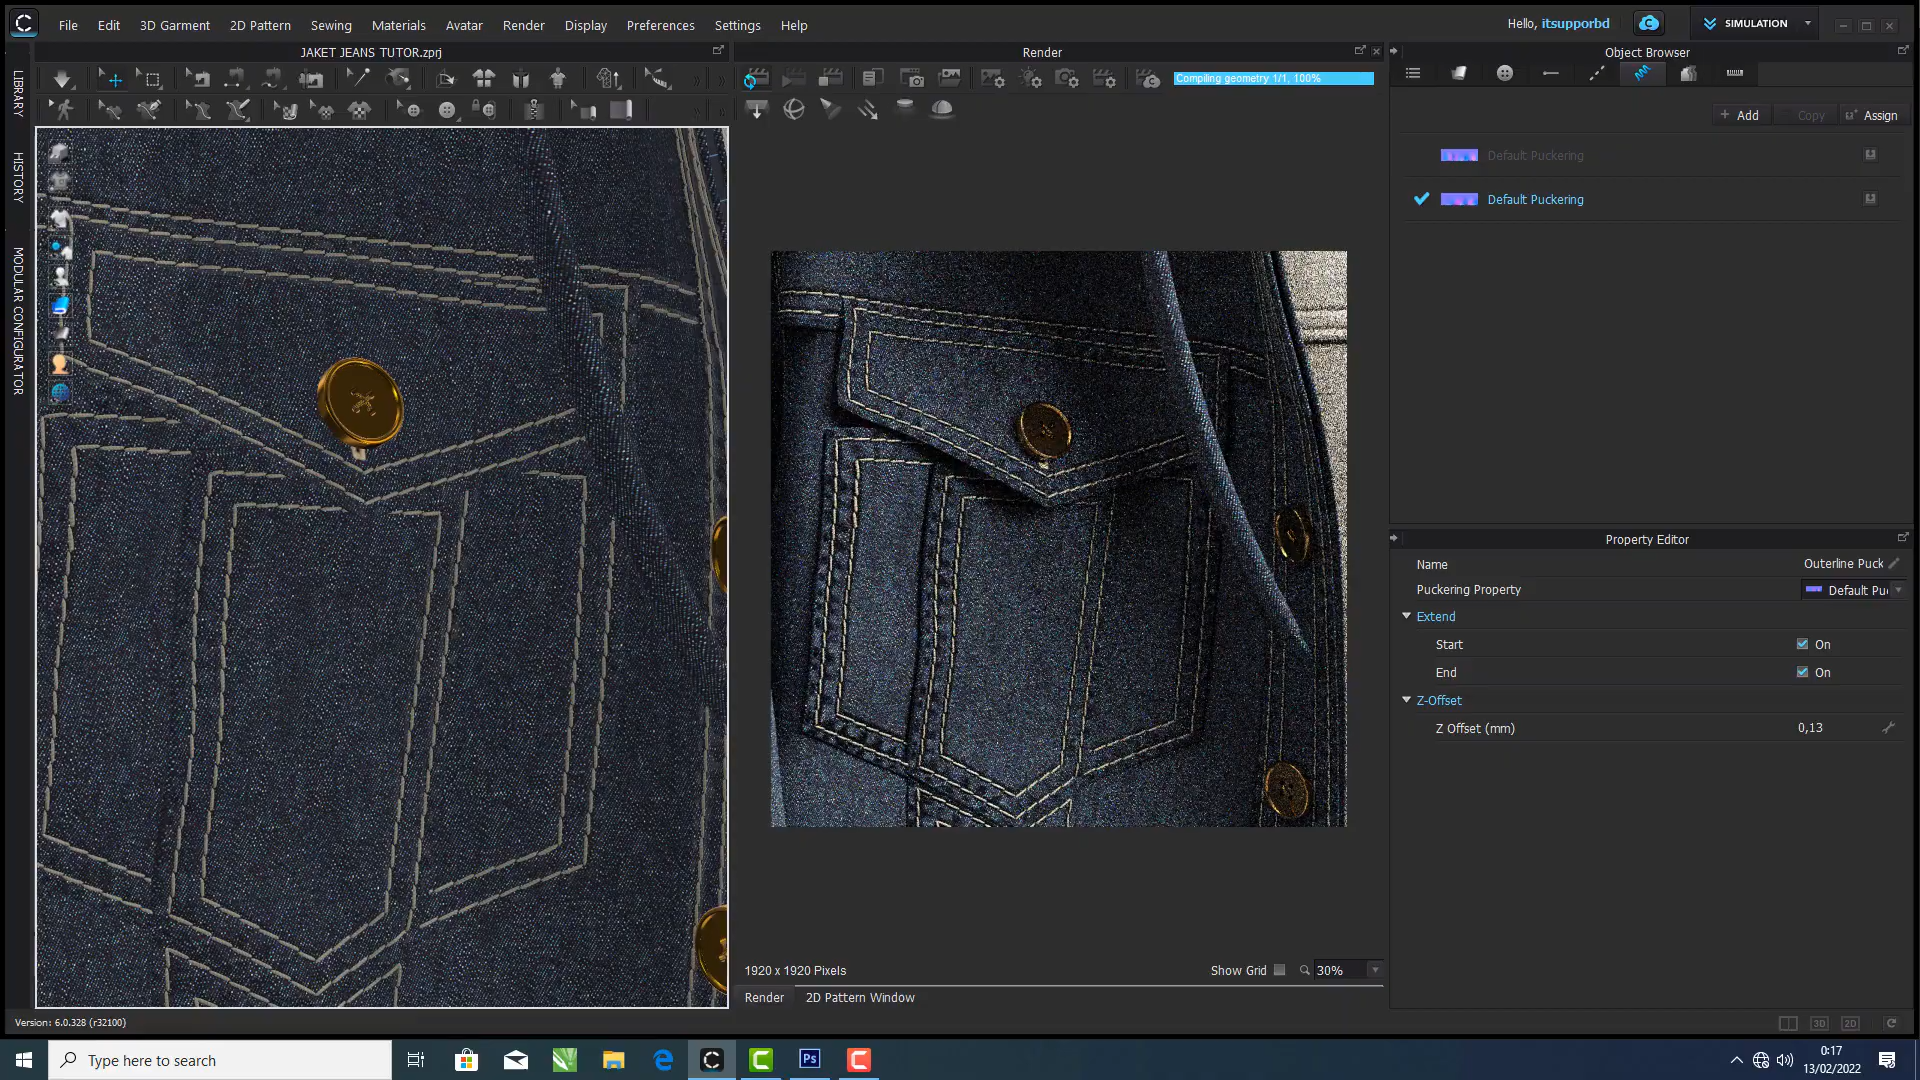 File Edit 3D Garment 2D Pattern Sewing Materials Avatar Render Display Preferences Settings Help
Hello, itsupporbd
SIMULATION
JAKET JEANS TUTOR.zprj
Render
Object Browser
LIBRARY
HISTORY
MODULAR CONFIGURATOR
Compiling geometry 1/1, 100%
+ Add Copy Assign
Default Puckering
Default Puckering
Property Editor
Name Outerline Puck
Puckering Property Default Pu
Extend
Start On
End On
Z-Offset
Z Offset (mm) 0,13
1920 x 1920 Pixels
Show Grid 30%
Render 2D Pattern Window
Version: 6.0.328 (r32100)
3D 2D
Type here to search
Ps
0:17
13/02/2022